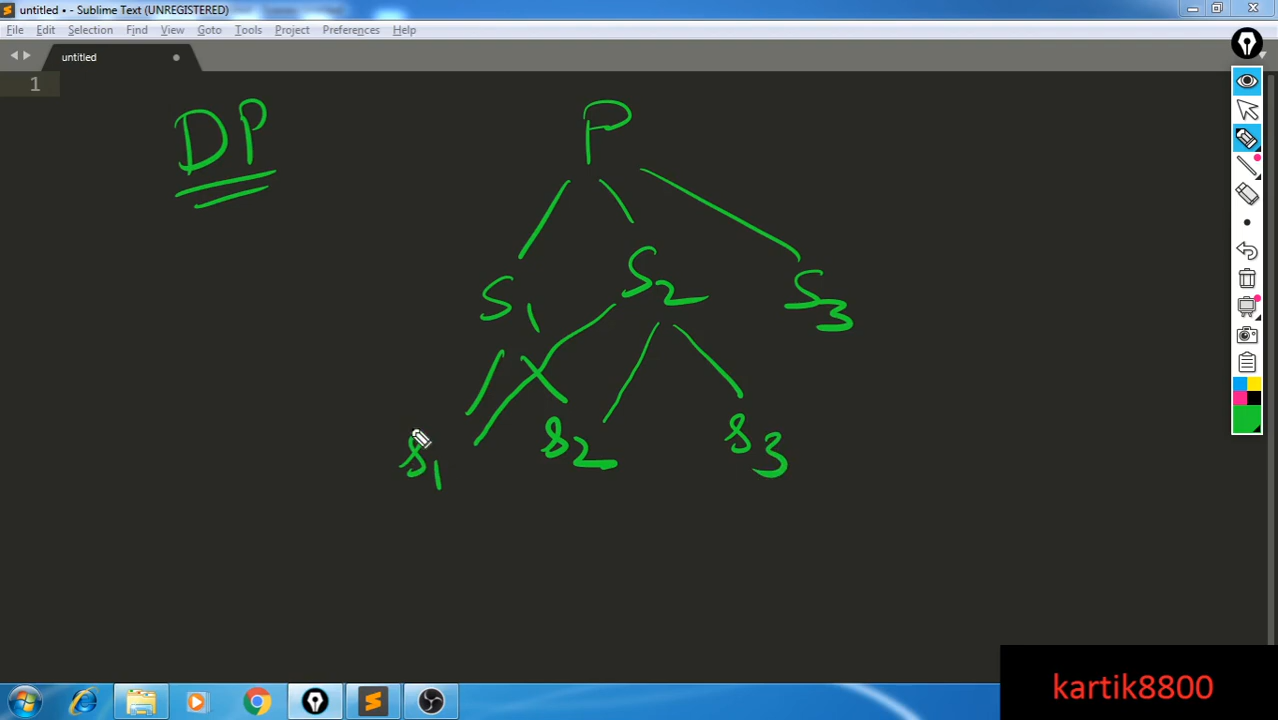 untitled • - Sublime Text (UNREGISTERED)
File Edit Selection Find View Goto Tools Project Preferences Help
untitled
1
DP
P
S1 S2 S3
s1 s2 s3
kartik8800